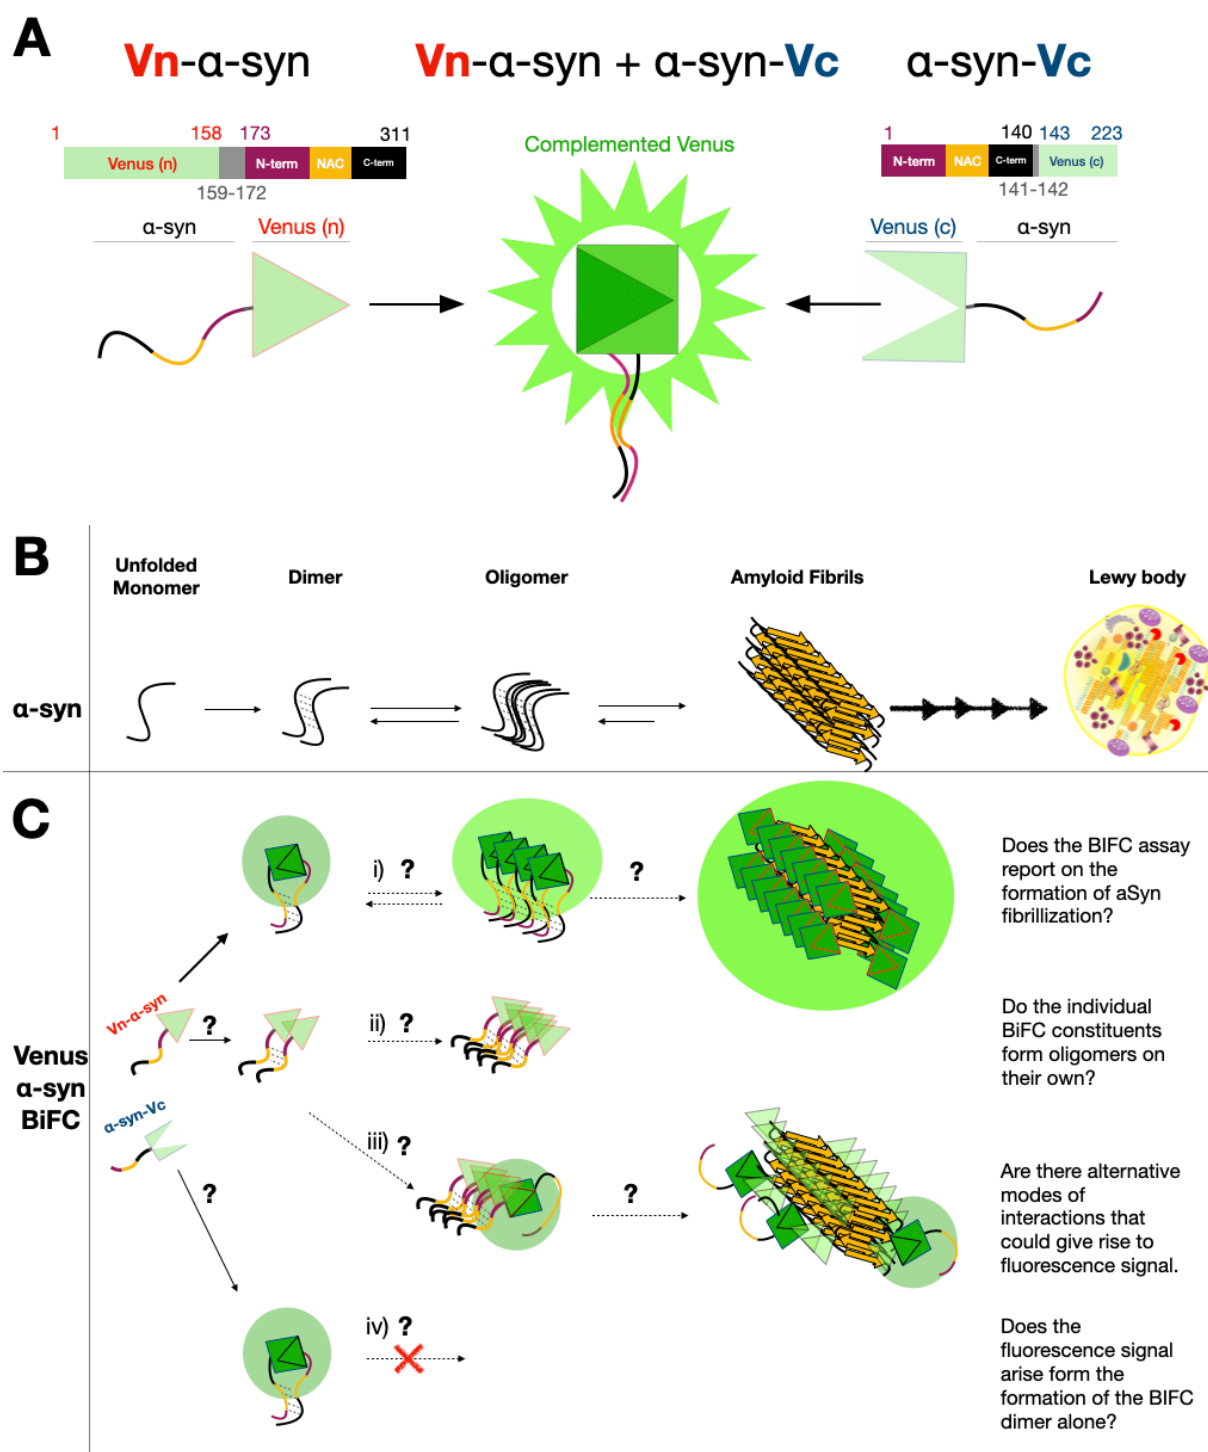 A
Vn-α-syn
Vn-α-syn + α-syn-Vc
α-syn-Vc
1 158 173 311
Venus (n) N-term NAC C-term
159-172
α-syn Venus (n)
Complemented Venus
1 140 143 223
N-term NAC C-term Venus (c)
141-142
Venus (c) α-syn
B
Unfolded
Monomer
Dimer
Oligomer
Amyloid Fibrils
Lewy body
α-syn
C
Venus
α-syn
BiFC
Vn-α-syn
α-syn-Vc
?
?
i) ?
?
Does the BIFC assay
report on the
formation of aSyn
fibrillization?
ii) ?
Do the individual
BiFC constituents
form oligomers on
their own?
iii) ?
?
Are there alternative
modes of
interactions that
could give rise to
fluorescence signal.
iv) ?
Does the
fluorescence signal
arise form the
formation of the BIFC
dimer alone?